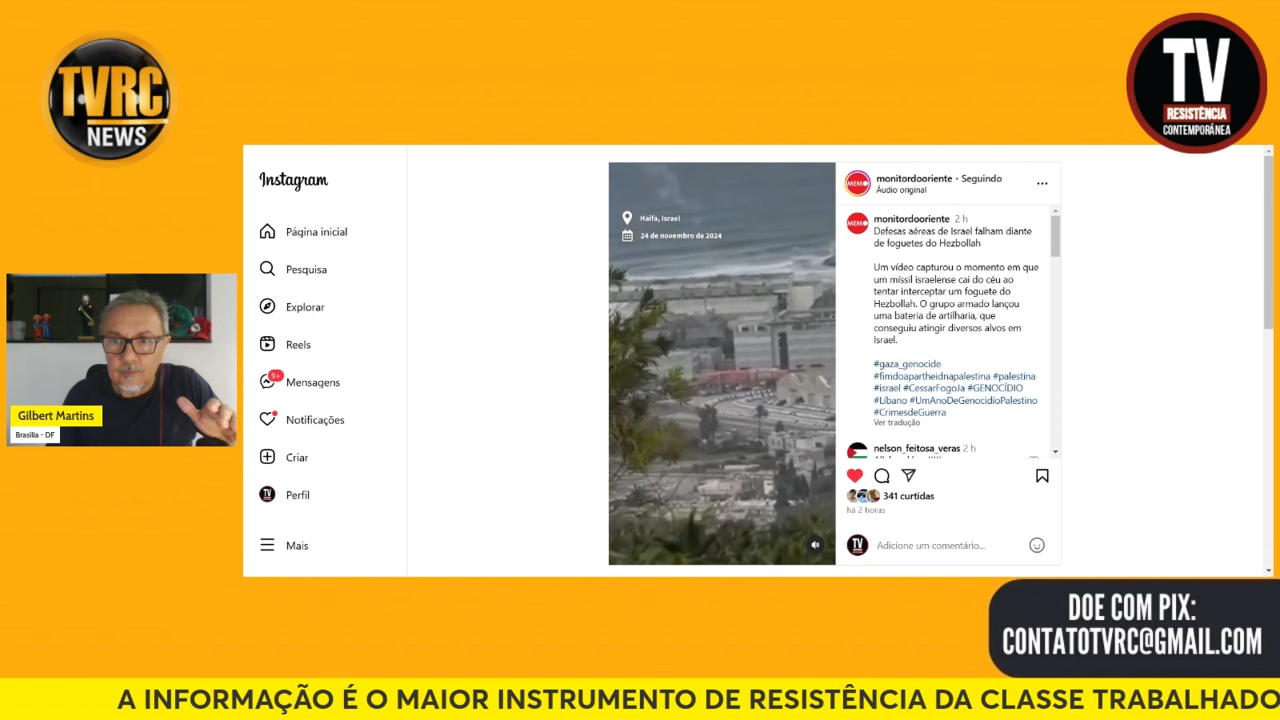 TVRC
NEWS
TV
RESISTÊNCIA
CONTEMPORÂNEA
Instagram
Página inicial
Pesquisa
Explorar
Reels
9+
Mensagens
Notificações
Criar
TV
Perfil
Mais
Haifa, Israel
24 de novembro de 2024
MEMO
monitordooriente • Seguindo
Áudio original
MEMO
monitordooriente 2 h
Defesas aéreas de Israel falham diante
de foguetes do Hezbollah
Um vídeo capturou o momento em que
um míssil israelense cai do céu ao
tentar interceptar um foguete do
Hezbollah. O grupo armado lançou
uma bateria de artilharia, que
conseguiu atingir diversos alvos em
Israel.
#gaza_genocide
#fimdoapartheidnapalestina #palestina
#israel #CessarFogoJa #GENOCÍDIO
#Líbano #UmAnoDeGenocidioPalestino
#CrimesdeGuerra
Ver tradução
nelson_feitosa_veras 2 h
341 curtidas
há 2 horas
TV
Adicione um comentário...
Gilbert Martins
Brasília - DF
DOE COM PIX:
CONTATOTVRC@GMAIL.COM
A INFORMAÇÃO É O MAIOR INSTRUMENTO DE RESISTÊNCIA DA CLASSE TRABALHADO